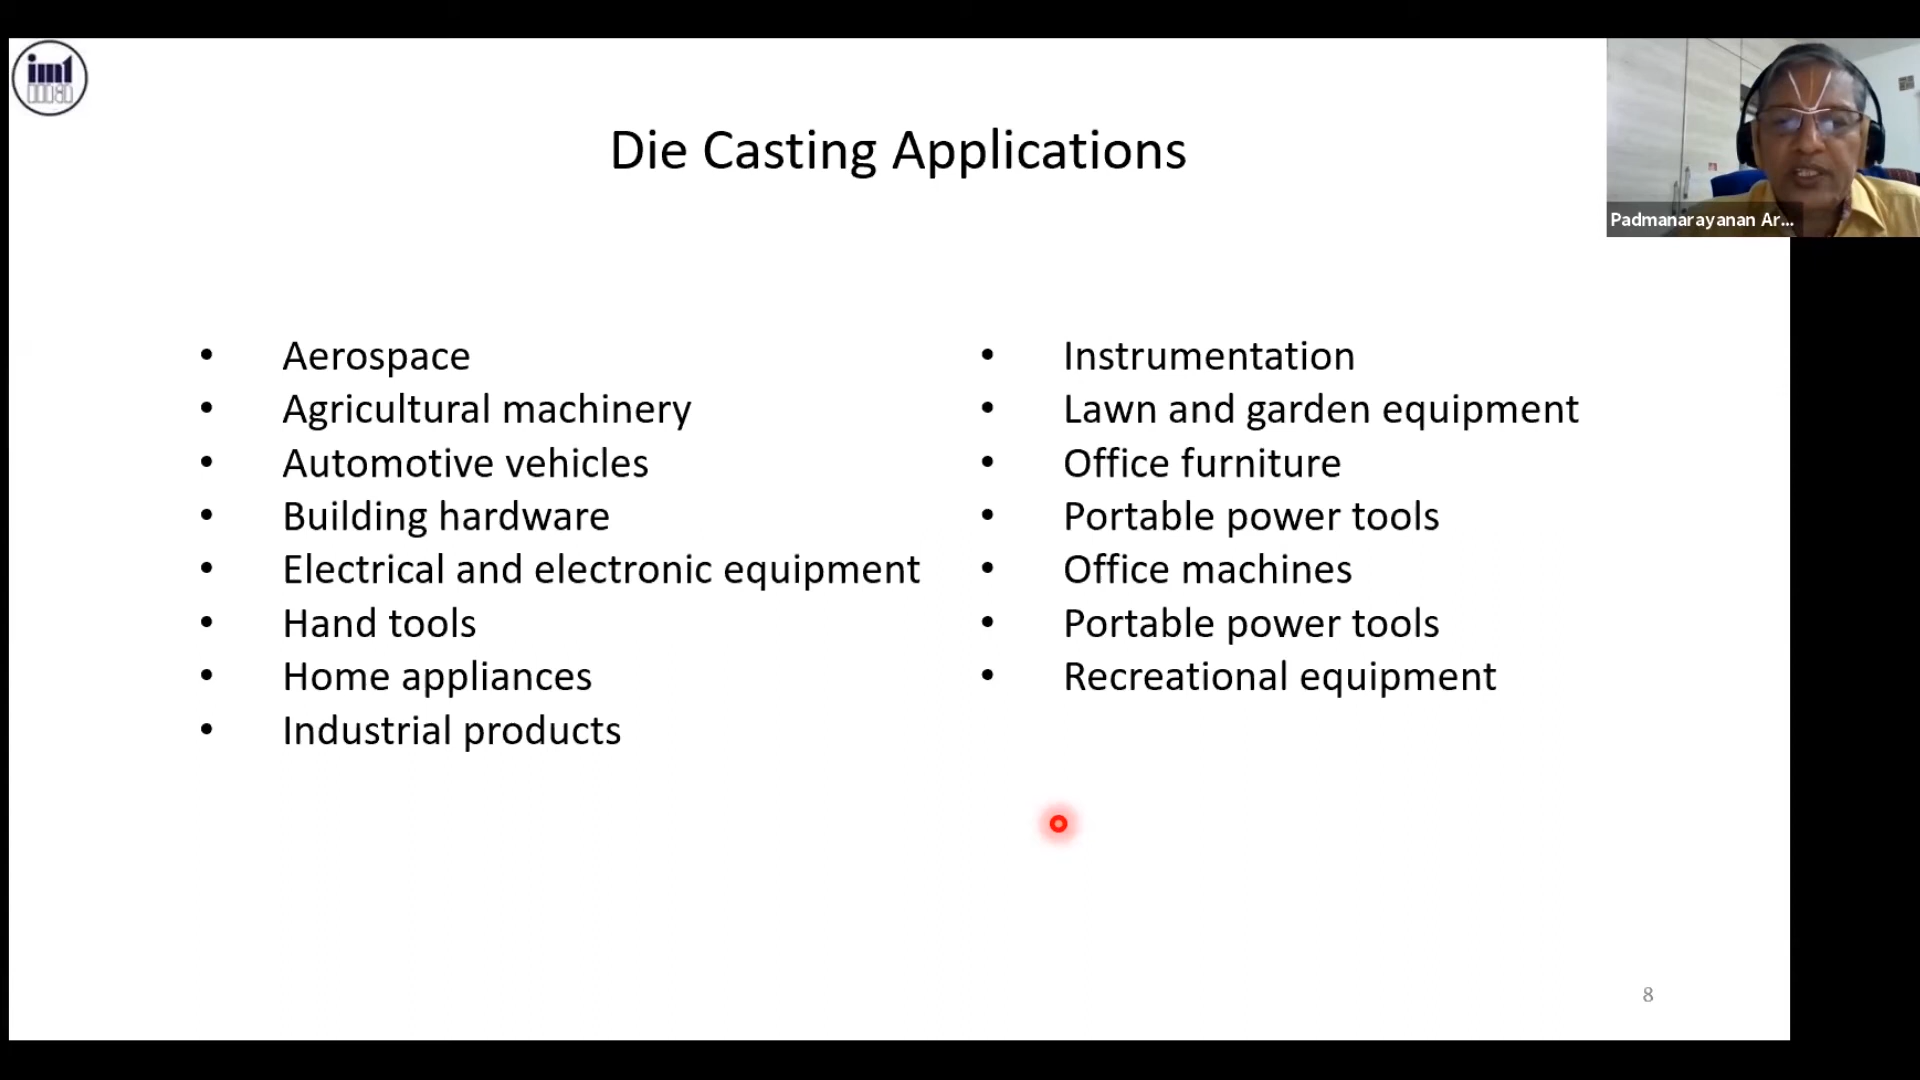 imt
Die Casting Applications
Padmanarayanan Ar...
• Aerospace
• Agricultural machinery
• Automotive vehicles
• Building hardware
• Electrical and electronic equipment
• Hand tools
• Home appliances
• Industrial products
• Instrumentation
• Lawn and garden equipment
• Office furniture
• Portable power tools
• Office machines
• Portable power tools
• Recreational equipment
8